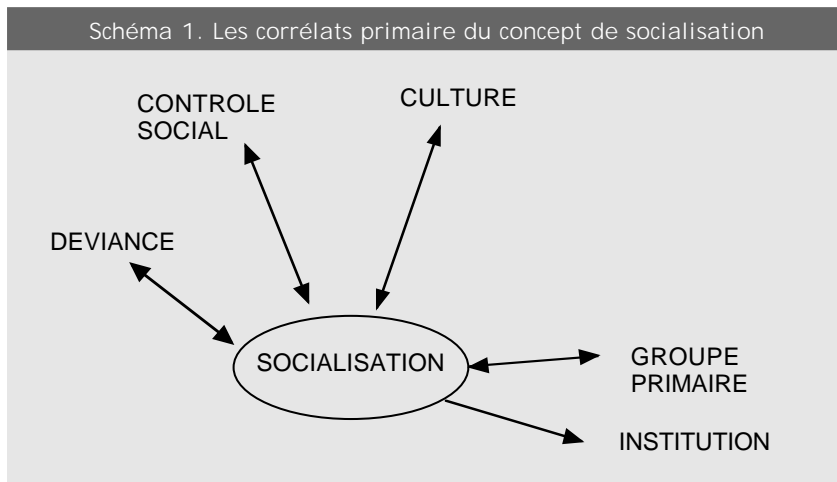 Schéma 1. Les corrélats primaire du concept de socialisation
CONTROLE
SOCIAL
CULTURE
DEVIANCE
SOCIALISATION
GROUPE
PRIMAIRE
INSTITUTION